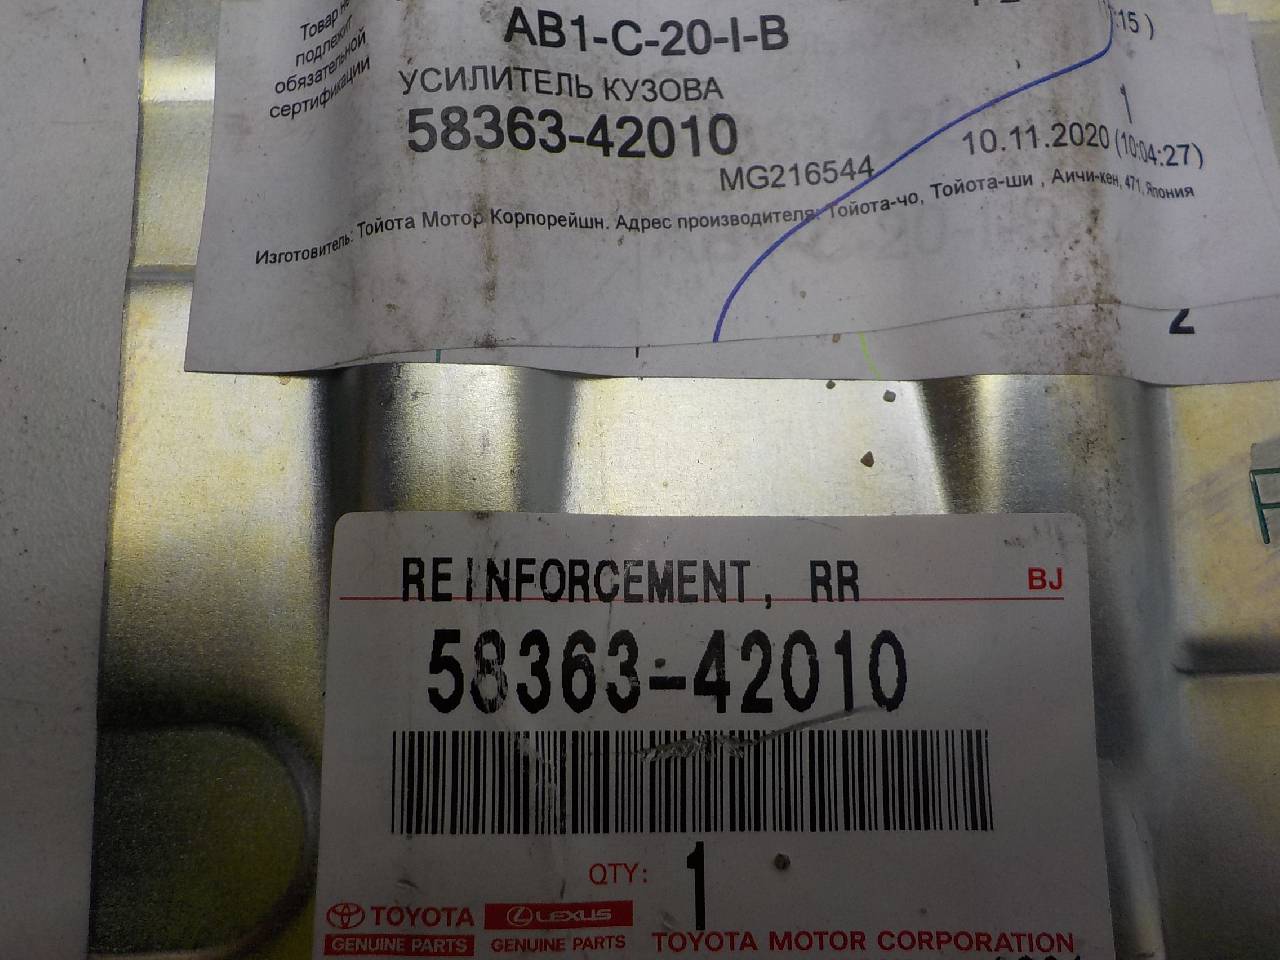 Товар не
подлежит
обязательной
сертификации
AB1-C-20-I-B
:15 )
УСИЛИТЕЛЬ КУЗОВА
1
58363-42010
10.11.2020 (10:04:27)
MG216544
Изготовитель: Тойота Мотор Корпорейшн. Адрес производителя: Тойота-чо, Тойота-ши , Аичи-кен, 471, Япония
2
REINFORCEMENT, RR
BJ
58363-42010
QTY: 1
TOYOTA LEXUS
GENUINE PARTS GENUINE PARTS TOYOTA MOTOR CORPORATION